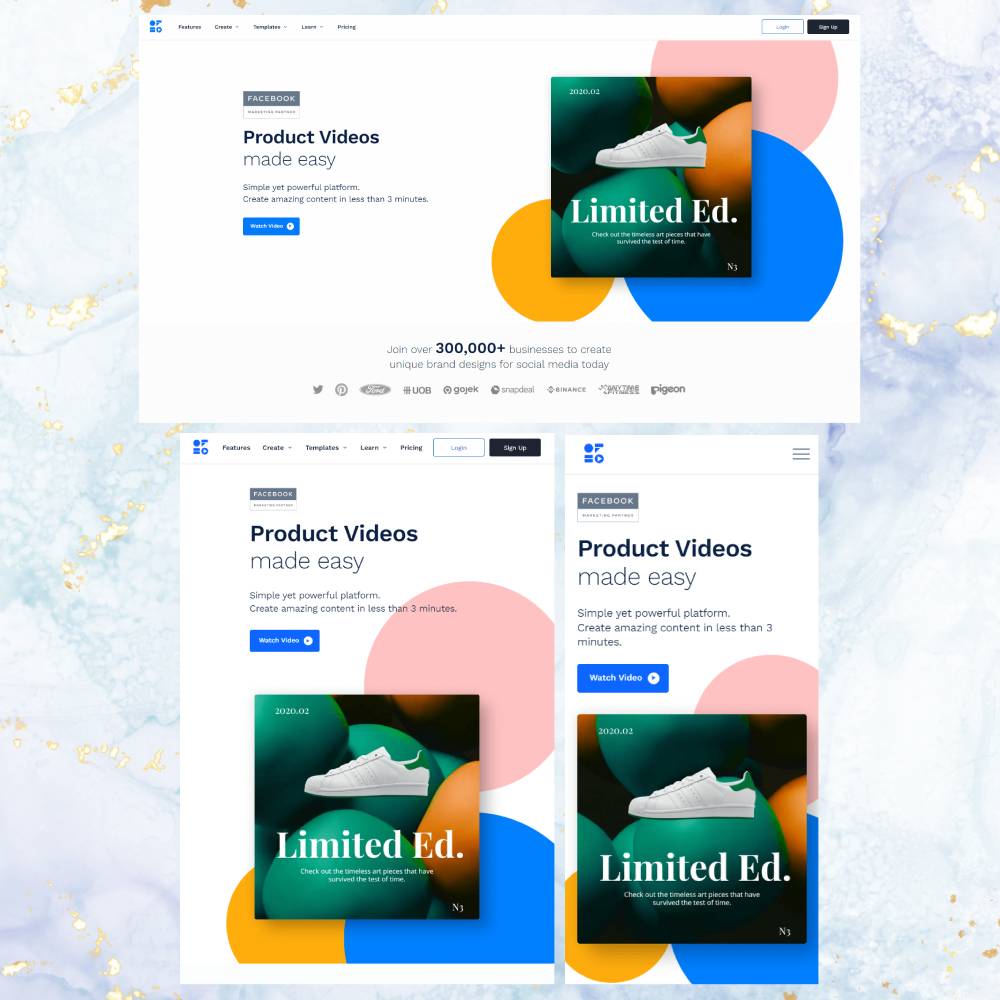 Features Create Templates Learn Pricing Login Sign Up
FACEBOOK
MARKETING PARTNER
Product Videos
made easy
Simple yet powerful platform.
Create amazing content in less than 3 minutes.
Watch Video
2020.02
Limited Ed.
Check out the timeless art pieces that have
survived the test of time.
N3
Join over 300,000+ businesses to create
unique brand designs for social media today
Ford UOB gojek snapdeal BINANCE ANYTIME FITNESS pigeon
Features Create Templates Learn Pricing Login Sign Up
FACEBOOK
MARKETING PARTNER
Product Videos
made easy
Simple yet powerful platform.
Create amazing content in less than 3 minutes.
Watch Video
2020.02
Limited Ed.
Check out the timeless art pieces that have
survived the test of time.
N3
FACEBOOK
MARKETING PARTNER
Product Videos
made easy
Simple yet powerful platform.
Create amazing content in less than 3
minutes.
Watch Video
2020.02
Limited Ed.
Check out the timeless art pieces that have
survived the test of time.
N3